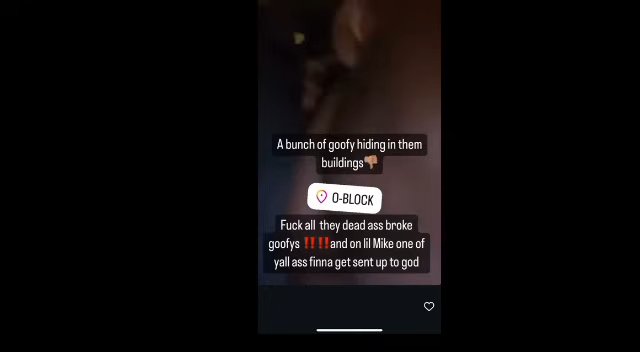 A bunch of goofy hiding in them
buildings👎🏼
O-BLOCK
Fuck all they dead ass broke
goofys ‼️‼️and on lil Mike one of
yall ass finna get sent up to god